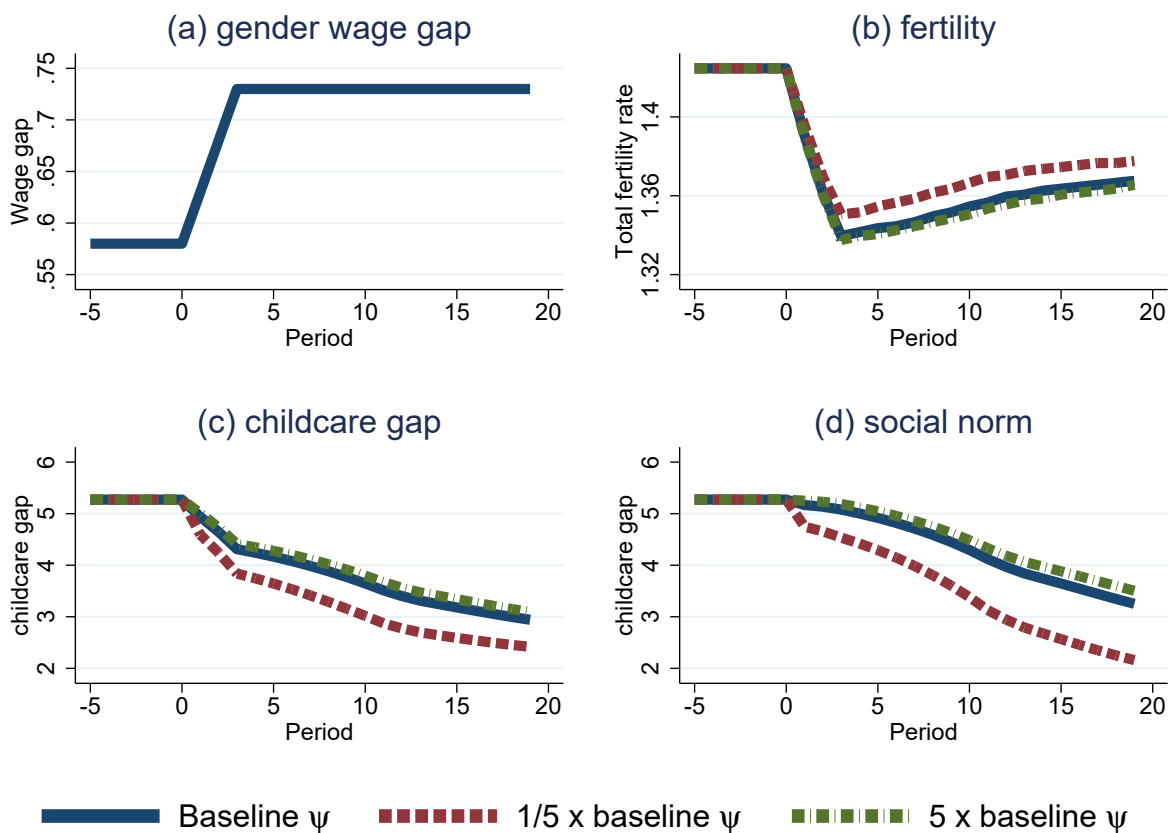 (a) gender wage gap
Wage gap
.75
.7
.65
.6
.55
-5 0 5 10 15 20
Period
(b) fertility
Total fertility rate
1.4
1.36
1.32
-5 0 5 10 15 20
Period
(c) childcare gap
childcare gap
6
5
4
3
2
-5 0 5 10 15 20
Period
(d) social norm
childcare gap
6
5
4
3
2
-5 0 5 10 15 20
Period
Baseline ψ 1/5 x baseline ψ 5 x baseline ψ